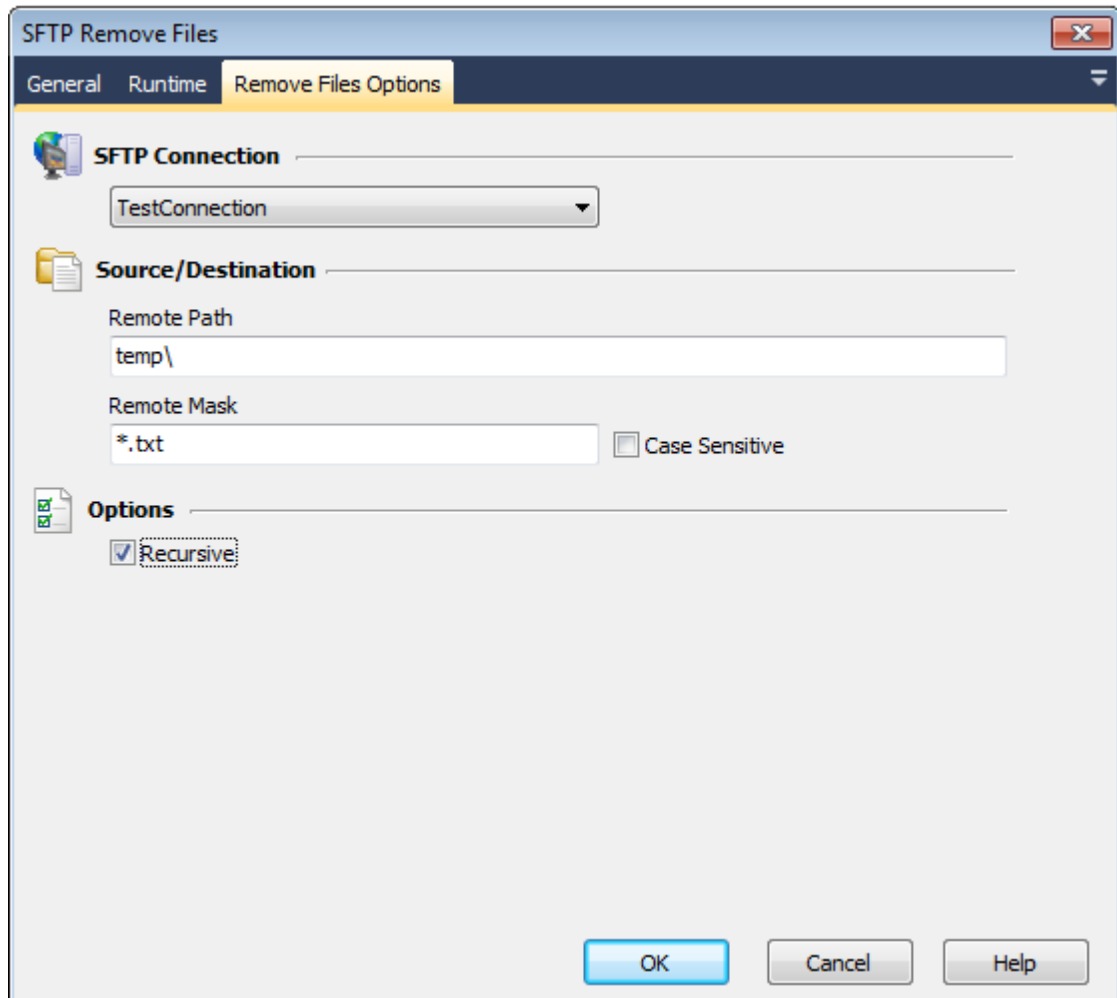 SFTP Remove Files
General Runtime Remove Files Options
SFTP Connection
TestConnection
Source/Destination
Remote Path
temp\
Remote Mask
*.txt Case Sensitive
Options
Recursive
OK Cancel Help